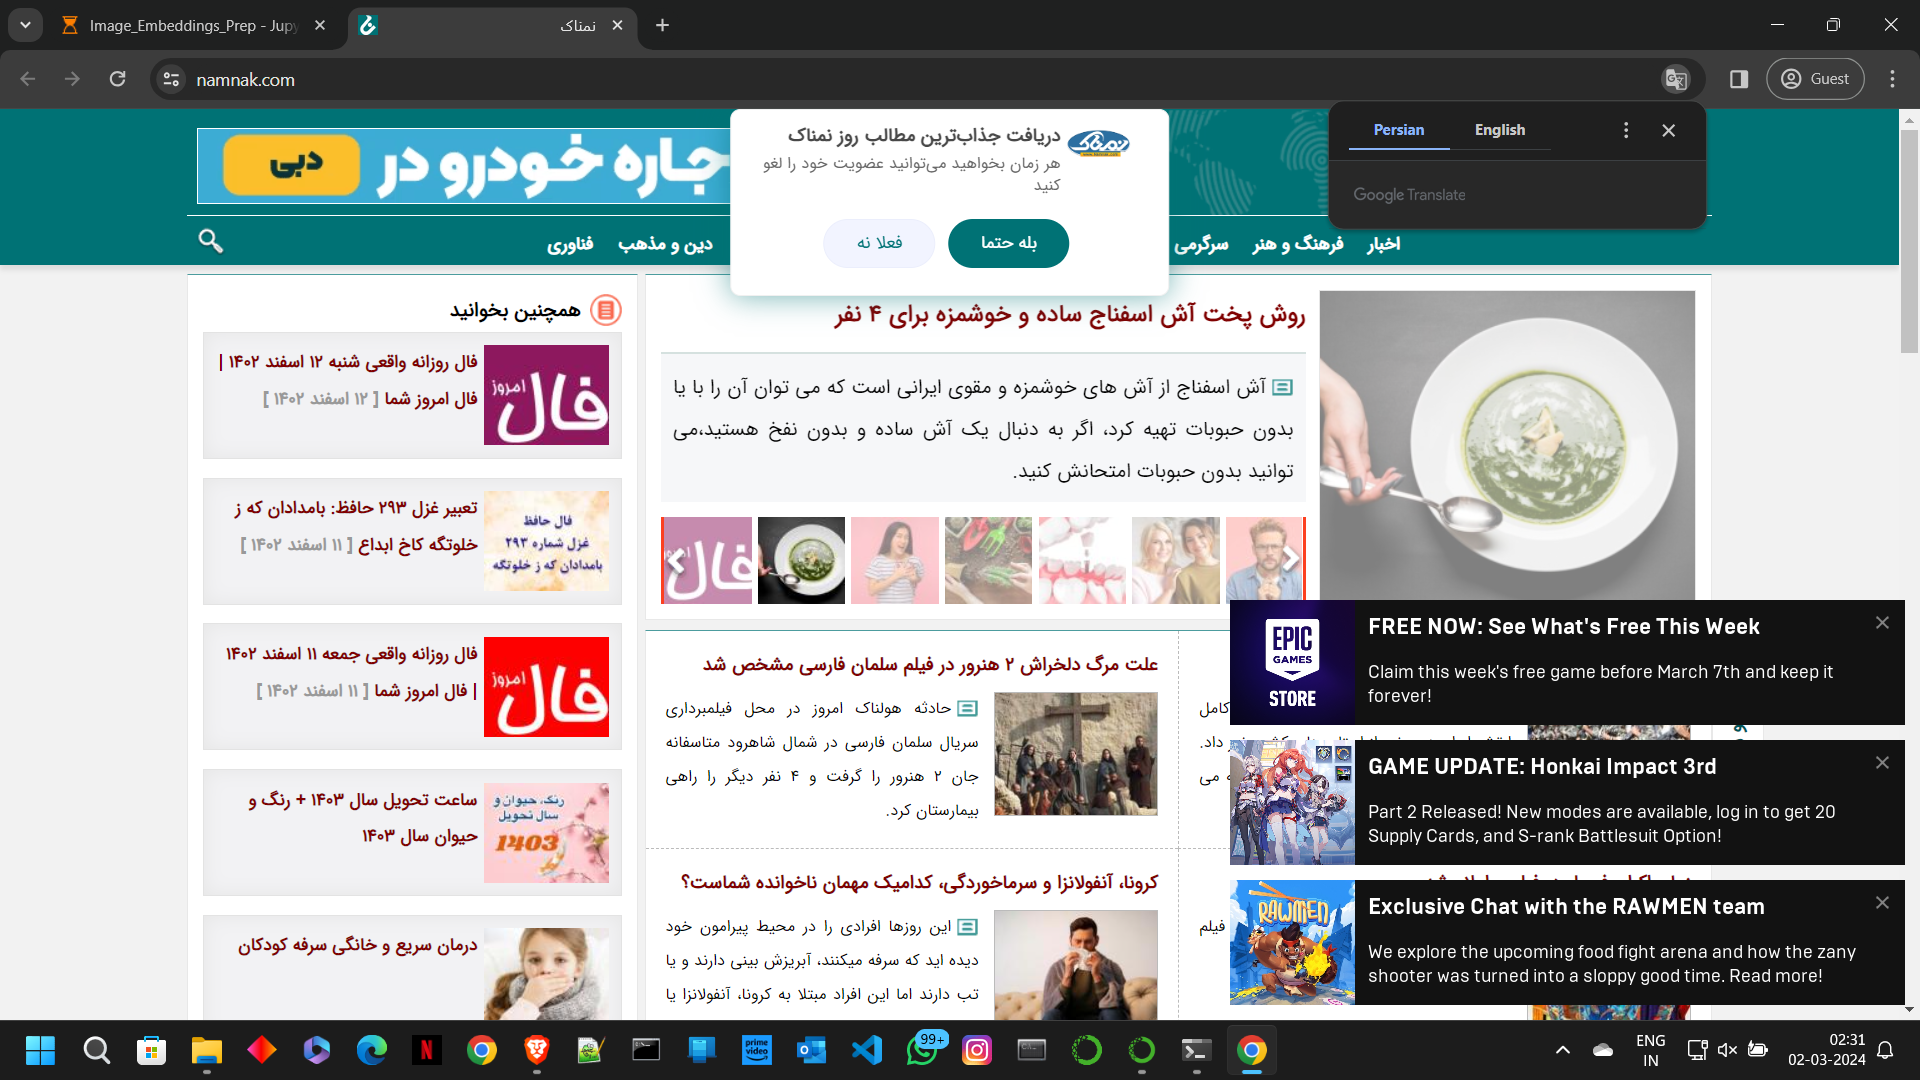 Image_Embeddings_Prep - Jupy
نمناک
namnak.com
Guest
Persian
English
Google Translate
دریافت جذاب‌ترین مطالب روز نمناک
هر زمان بخواهید می‌توانید عضویت خود را لغو
کنید
بله حتما
فعلا نه
جاره خودرو در
دبی
اخبار
فرهنگ و هنر
سرگرمی
دین و مذهب
فناوری
روش پخت آش اسفناج ساده و خوشمزه برای ۴ نفر
آش اسفناج از آش های خوشمزه و مقوی ایرانی است که می توان آن را با یا
بدون حبوبات تهیه کرد، اگر به دنبال یک آش ساده و بدون نفخ هستید،می
توانید بدون حبوبات امتحانش کنید.
همچنین بخوانید
فال امروز
فال روزانه واقعی شنبه ۱۲ اسفند ۱۴۰۲ |
فال امروز شما [ ۱۲ اسفند ۱۴۰۲ ]
فال حافظ
غزل شماره ۲۹۳
بامدادان که ز خلوتگه
تعبیر غزل ۲۹۳ حافظ: بامدادان که ز
خلوتگه کاخ ابداع [ ۱۱ اسفند ۱۴۰۲ ]
فال امروز
فال روزانه واقعی جمعه ۱۱ اسفند ۱۴۰۲
| فال امروز شما [ ۱۱ اسفند ۱۴۰۲ ]
رنگ، حیوان و
سال تحویل
1403
ساعت تحویل سال ۱۴۰۳ + رنگ و
حیوان سال ۱۴۰۳
درمان سریع و خانگی سرفه کودکان
فال
علت مرگ دلخراش ۲ هنرور در فیلم سلمان فارسی مشخص شد
حادثه هولناک امروز در محل فیلمبرداری
سریال سلمان فارسی در شمال شاهرود متاسفانه
جان ۲ هنرور را گرفت و ۴ نفر دیگر را راهی
بیمارستان کرد.
کرونا، آنفولانزا و سرماخوردگی، کدامیک مهمان ناخوانده شماست؟
این روزها افرادی را در محیط پیرامون خود
دیده اید که سرفه میکنند، آبریزش بینی دارند و یا
تب دارند اما این افراد مبتلا به کرونا، آنفولانزا یا
کامل
داد.
می
فیلم
EPIC
GAMES
STORE
FREE NOW: See What's Free This Week
Claim this week's free game before March 7th and keep it
forever!
GAME UPDATE: Honkai Impact 3rd
Part 2 Released! New modes are available, log in to get 20
Supply Cards, and S-rank Battlesuit Option!
RAWMEN
Exclusive Chat with the RAWMEN team
We explore the upcoming food fight arena and how the zany
shooter was turned into a sloppy good time. Read more!
prime
video
99+
ENG
IN
02:31
02-03-2024